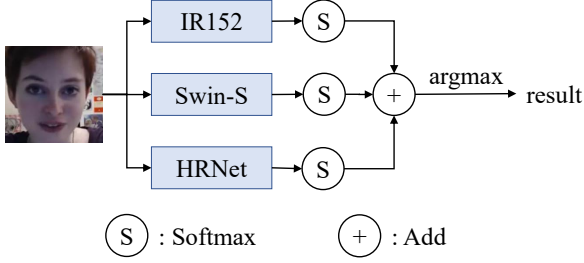 IR152
S
Swin-S
S
+
argmax
result
HRNet
S
S : Softmax
+ : Add